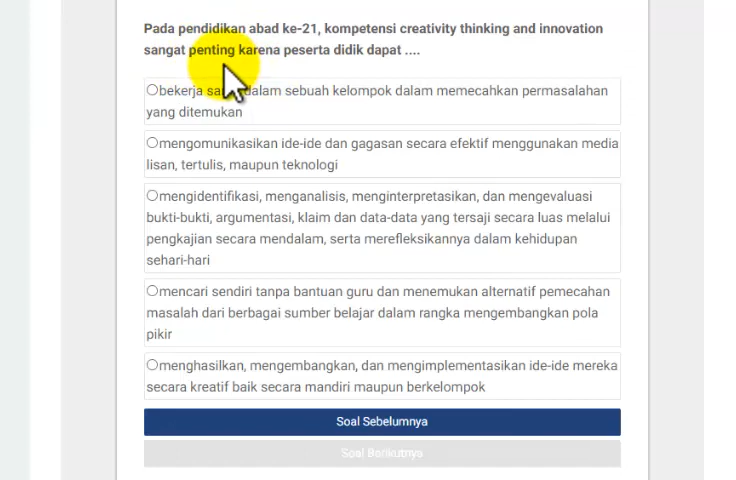 Pada pendidikan abad ke-21, kompetensi creativity thinking and innovation
sangat penting karena peserta didik dapat ....
bekerja dalam sebuah kelompok dalam memecahkan permasalahan
yang ditemukan
mengomunikasikan ide-ide dan gagasan secara efektif menggunakan media
lisan, tertulis, maupun teknologi
mengidentifikasi, menganalisis, menginterpretasikan, dan mengevaluasi
bukti-bukti, argumentasi, klaim dan data-data yang tersaji secara luas melalui
pengkajian secara mendalam, serta merefleksikannya dalam kehidupan
sehari-hari
mencari sendiri tanpa bantuan guru dan menemukan alternatif pemecahan
masalah dari berbagai sumber belajar dalam rangka mengembangkan pola
pikir
menghasilkan, mengembangkan, dan mengimplementasikan ide-ide mereka
secara kreatif baik secara mandiri maupun berkelompok
Soal Sebelumnya
Soal Berikutnya